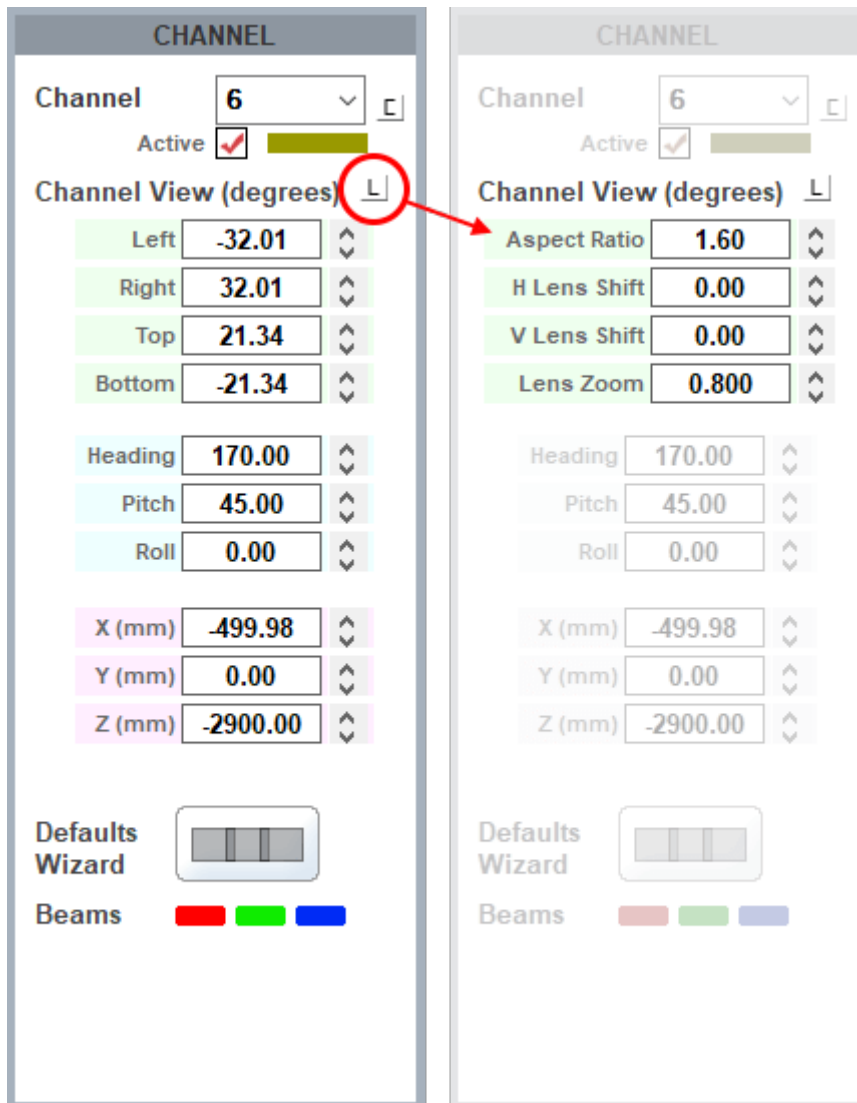 CHANNEL
Channel 6 C
Active
Channel View (degrees) L
Left -32.01
Right 32.01
Top 21.34
Bottom -21.34
Heading 170.00
Pitch 45.00
Roll 0.00
X (mm) -499.98
Y (mm) 0.00
Z (mm) -2900.00
Defaults
Wizard
Beams
CHANNEL
Channel 6 C
Active
Channel View (degrees) L
Aspect Ratio 1.60
H Lens Shift 0.00
V Lens Shift 0.00
Lens Zoom 0.800
Heading 170.00
Pitch 45.00
Roll 0.00
X (mm) -499.98
Y (mm) 0.00
Z (mm) -2900.00
Defaults
Wizard
Beams